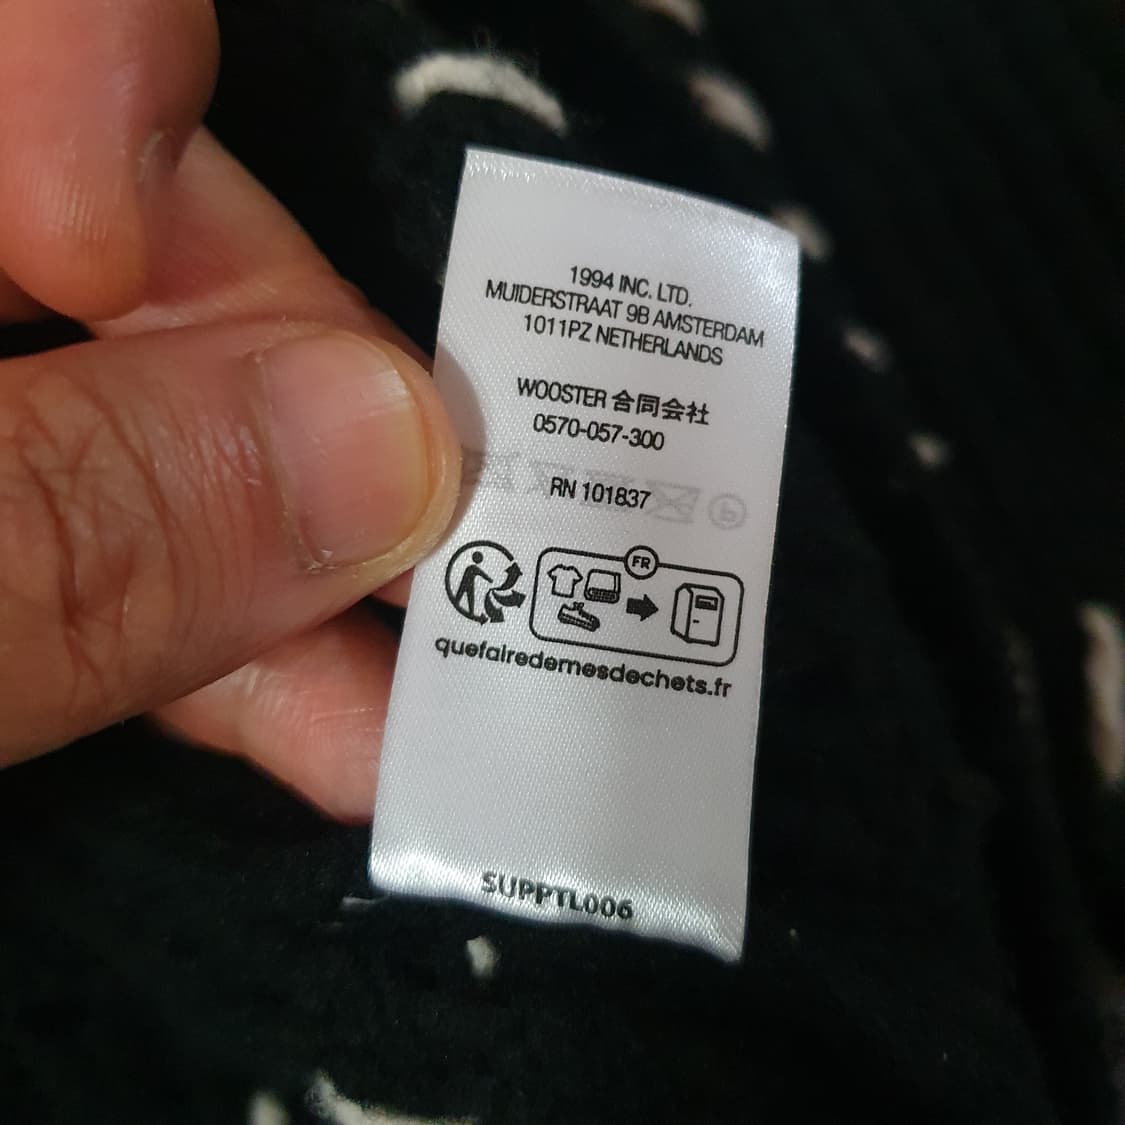 1994 INC. LTD.
MUIDERSTRAAT 9B AMSTERDAM
1011PZ NETHERLANDS
WOOSTER 合同会社
0570-057-300
RN 101837
FR
quefairedemesdechets.fr
SUPPTL006